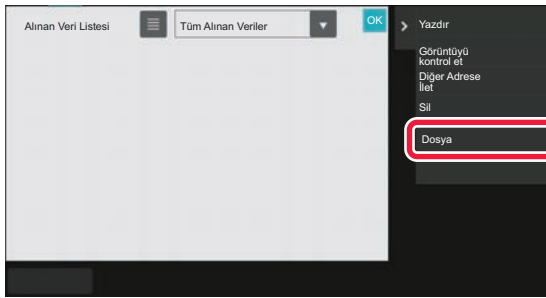 Alınan Veri Listesi
Tüm Alınan Veriler
OK
Yazdır
Görüntüyü
kontrol et
Diğer Adrese
İlet
Sil
Dosya